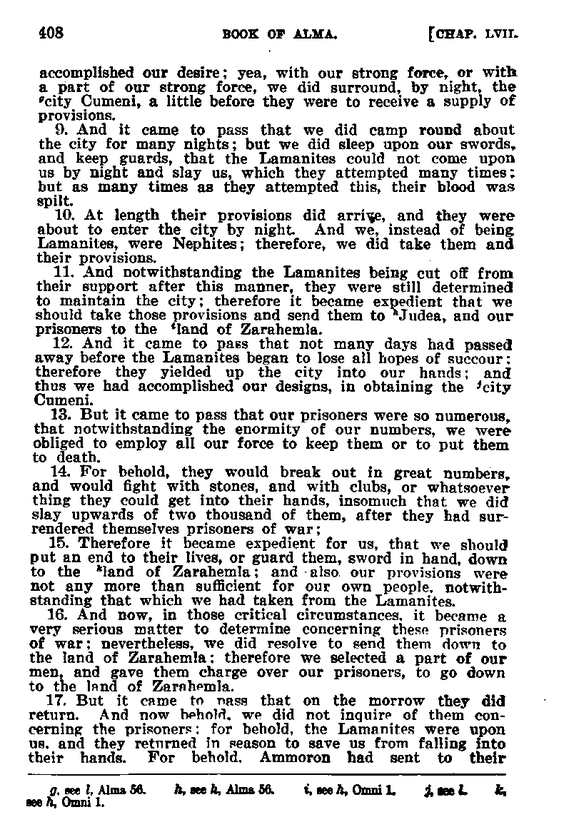 408 BOOK OF ALMA. [CHAP. LVII.
accomplished our desire; yea, with our strong force, or with
a part of our strong force, we did surround, by night, the
ᵍcity Cumeni, a little before they were to receive a supply of
provisions.
9. And it came to pass that we did camp round about
the city for many nights; but we did sleep upon our swords,
and keep guards, that the Lamanites could not come upon
us by night and slay us, which they attempted many times;
but as many times as they attempted this, their blood was
spilt.
10. At length their provisions did arrive, and they were
about to enter the city by night. And we, instead of being
Lamanites, were Nephites; therefore, we did take them and
their provisions.
11. And notwithstanding the Lamanites being cut off from
their support after this manner, they were still determined
to maintain the city; therefore it became expedient that we
should take those provisions and send them to ʰJudea, and our
prisoners to the ⁱland of Zarahemla.
12. And it came to pass that not many days had passed
away before the Lamanites began to lose all hopes of succour;
therefore they yielded up the city into our hands; and
thus we had accomplished our designs, in obtaining the ʲcity
Cumeni.
13. But it came to pass that our prisoners were so numerous,
that notwithstanding the enormity of our numbers, we were
obliged to employ all our force to keep them or to put them
to death.
14. For behold, they would break out in great numbers,
and would fight with stones, and with clubs, or whatsoever
thing they could get into their hands, insomuch that we did
slay upwards of two thousand of them, after they had sur-
rendered themselves prisoners of war;
15. Therefore it became expedient for us, that we should
put an end to their lives, or guard them, sword in hand, down
to the ᵏland of Zarahemla; and also our provisions were
not any more than sufficient for our own people, notwith-
standing that which we had taken from the Lamanites.
16. And now, in those critical circumstances, it became a
very serious matter to determine concerning these prisoners
of war; nevertheless, we did resolve to send them down to
the land of Zarahemla; therefore we selected a part of our
men, and gave them charge over our prisoners, to go down
to the land of Zarahemla.
17. But it came to pass that on the morrow they did
return. And now behold, we did not inquire of them con-
cerning the prisoners; for behold, the Lamanites were upon
us, and they returned in season to save us from falling into
their hands. For behold, Ammoron had sent to their
g, see l, Alma 56. h, see k, Alma 56. i, see h, Omni 1. j, see l. k,
see h, Omni 1.